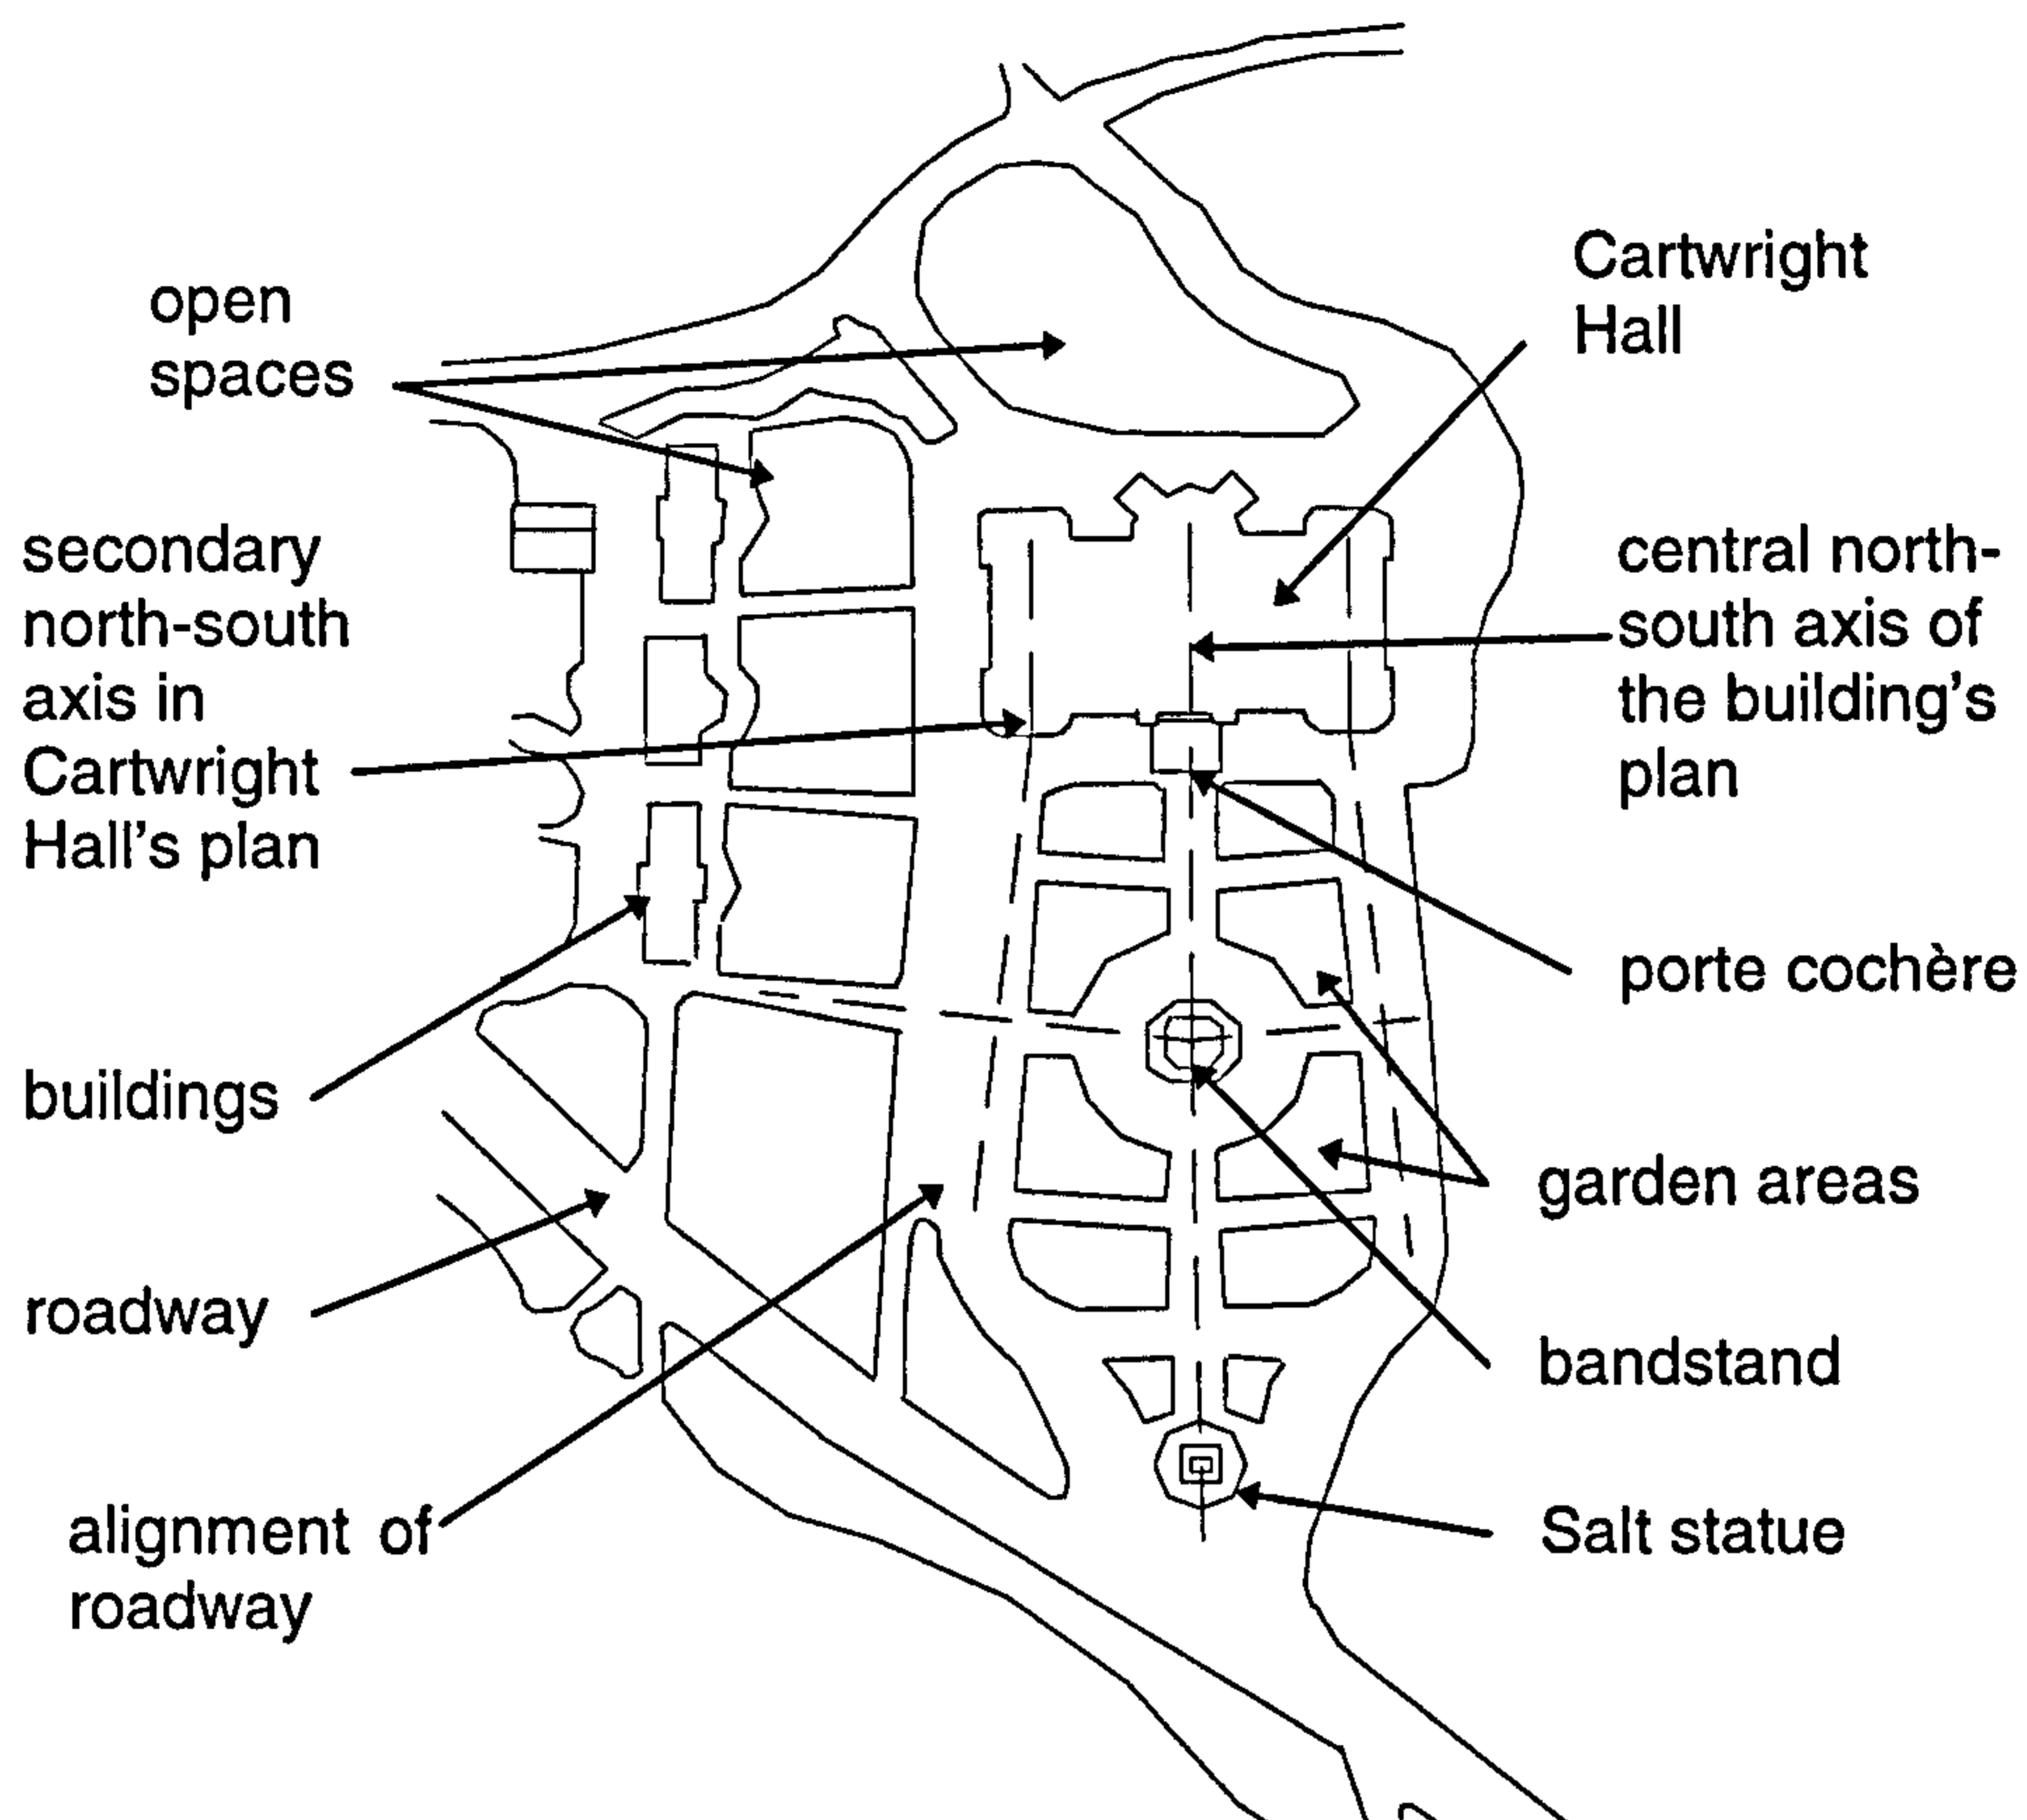 open
spaces
secondary
north-south
axis in
Cartwright
Hall's plan
buildings
roadway
alignment of
roadway
Cartwright
Hall
central north-
south axis of
the building's
plan
porte cochère
garden areas
bandstand
Salt statue